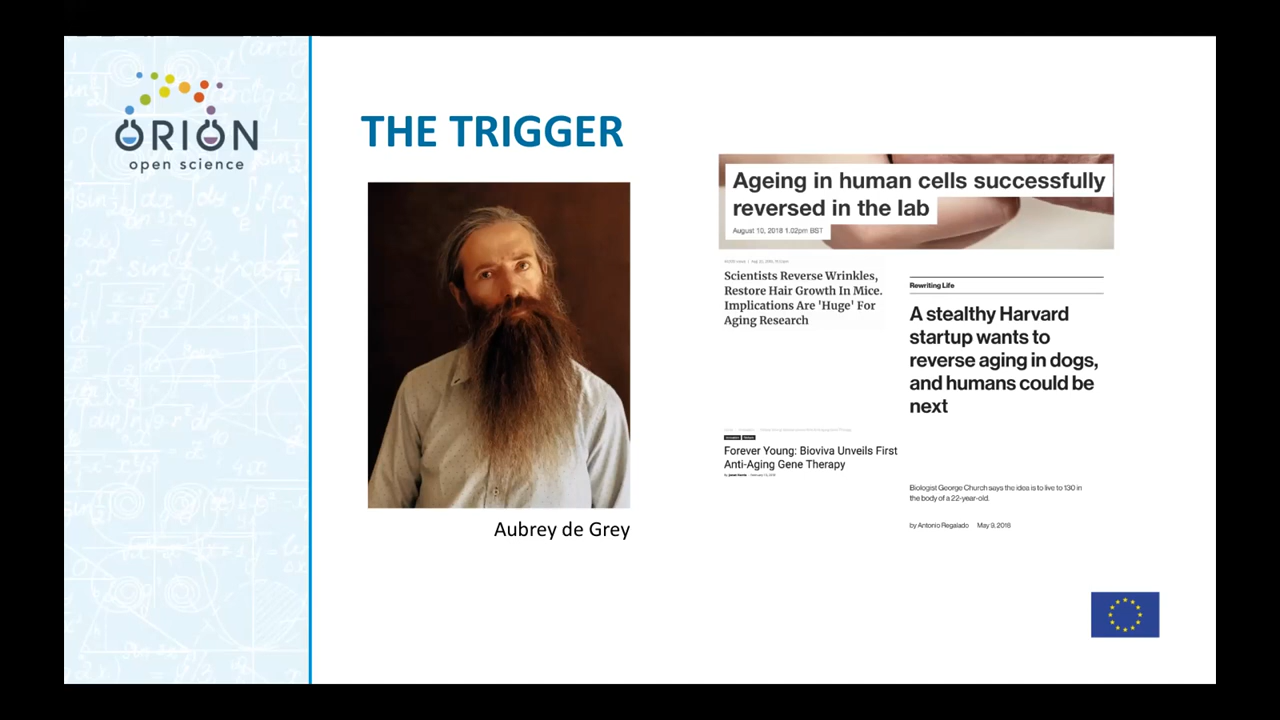 ORION
open science
THE TRIGGER
Aubrey de Grey
Ageing in human cells successfully
reversed in the lab
August 10, 2018 1.02pm BST
Scientists Reverse Wrinkles,
Restore Hair Growth In Mice.
Implications Are 'Huge' For
Aging Research
Forever Young: Bioviva Unveils First
Anti-Aging Gene Therapy
Rewriting Life
A stealthy Harvard
startup wants to
reverse aging in dogs,
and humans could be
next
Biologist George Church says the idea is to live to 130 in
the body of a 22-year-old.
by Antonio Regalado May 9, 2018